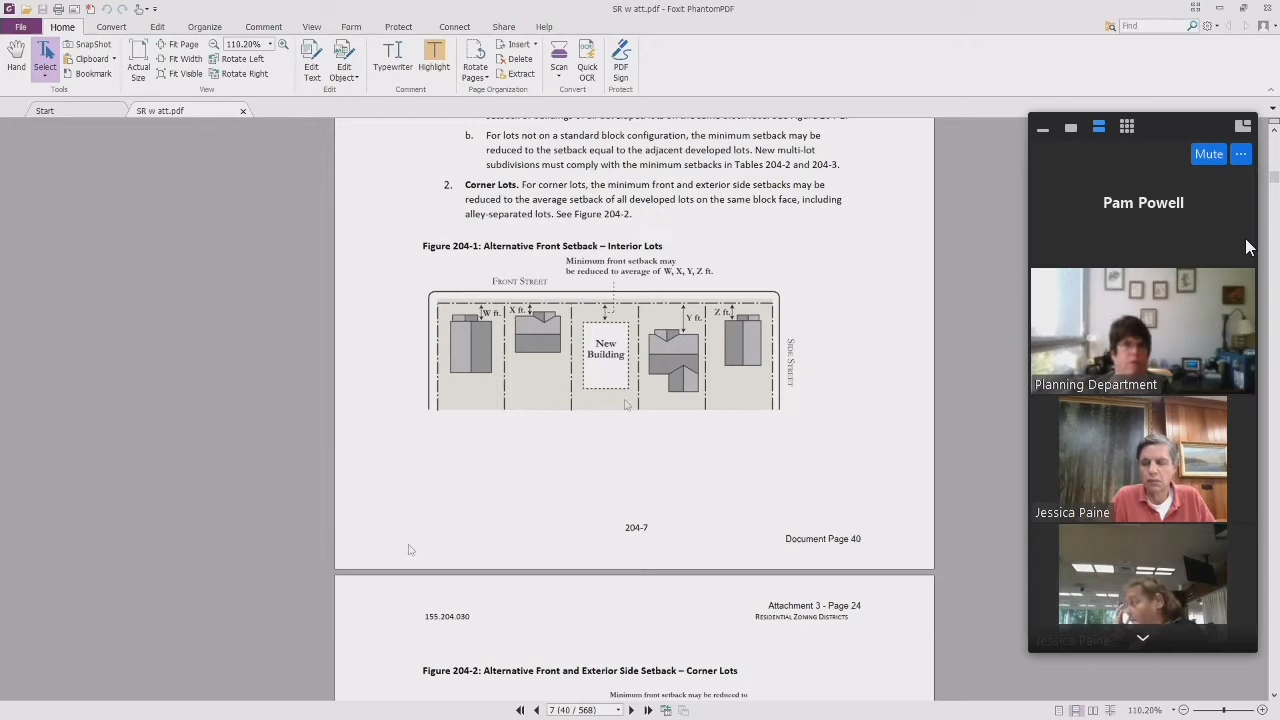 SR w att.pdf - Foxit PhantomPDF
File Home Convert Edit Organize Comment View Form Protect Connect Share Help Find
SnapShot Clipboard Bookmark
Hand Select
Tools
Actual Size Fit Page Fit Width Fit Visible
110.20% Rotate Left Rotate Right
View
Edit Text Edit Object
Edit
Typewriter Highlight
Comment
Rotate Pages Insert Delete Extract
Page Organization
Scan Quick OCR
Convert
PDF Sign
Protect
Start SR w att.pdf
b. For lots not on a standard block configuration, the minimum setback may be
reduced to the setback equal to the adjacent developed lots. New multi-lot
subdivisions must comply with the minimum setbacks in Tables 204-2 and 204-3.
2. Corner Lots. For corner lots, the minimum front and exterior side setbacks may be
reduced to the average setback of all developed lots on the same block face, including
alley-separated lots. See Figure 204-2.
Figure 204-1: Alternative Front Setback – Interior Lots
Minimum front setback may
be reduced to average of W, X, Y, Z ft.
FRONT STREET
W ft. X ft. Y ft. Z ft.
New
Building
SIDE STREET
204-7
Document Page 40
Attachment 3 - Page 24
155.204.030 RESIDENTIAL ZONING DISTRICTS
Figure 204-2: Alternative Front and Exterior Side Setback – Corner Lots
Minimum front setback may be reduced to
Mute ...
Pam Powell
Planning Department
Jessica Paine
Jessica Paine
7 (40 / 568) 110.20%